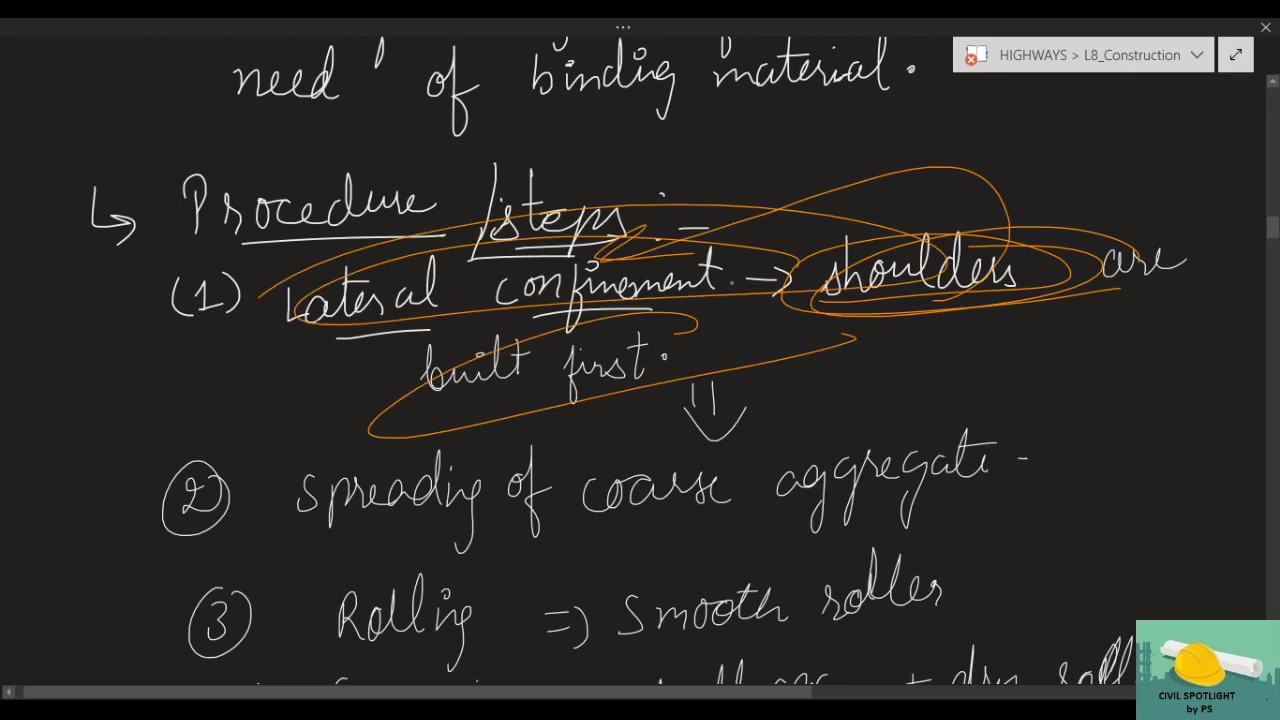 HIGHWAYS > L8_Construction
need of binding material.
↳ Procedure /steps :-
(1) Lateral confinement. → shoulders are
built first.
② Spreading of coarse aggregate -
③ Rolling => Smooth roller
CIVIL SPOTLIGHT
by PS